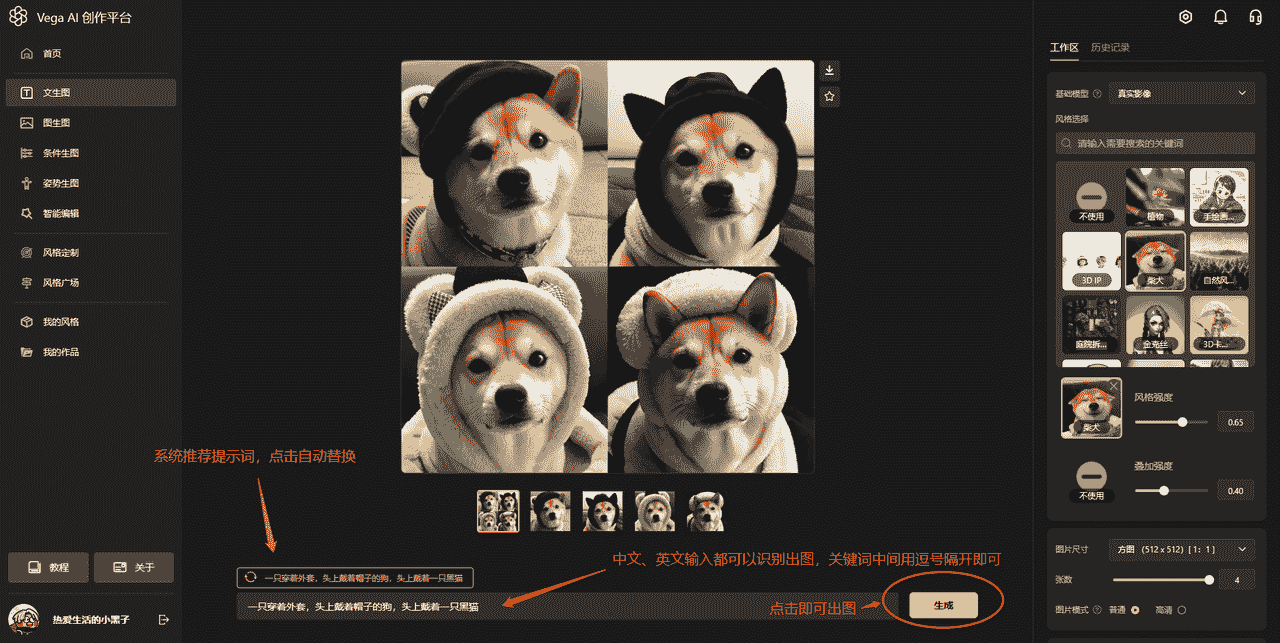 Vega AI 创作平台
首页
文生图
图生图
条件生图
姿势生图
智能编辑
风格定制
风格广场
我的风格
我的作品
教程
关于
热爱生活的小黑子
系统推荐提示词，点击自动替换
中文、英文输入都可以识别出图，关键词中间用逗号隔开即可
一只穿着外套，头上戴着帽子的狗，头上戴着一只黑猫
一只穿着外套，头上戴着帽子的狗，头上戴着一只黑猫
点击即可出图
生成
工作区
历史记录
基础模型
真实影像
风格选择
请输入需要搜索的关键词
不使用
植物
手绘画...
3D IP
柴犬
自然风...
庭院拆...
金克丝
3D卡...
柴犬
风格强度
0.65
不使用
叠加强度
0.40
图片尺寸
方图 (512 x 512) [ 1: 1 ]
张数
4
图片模式
普通
高清